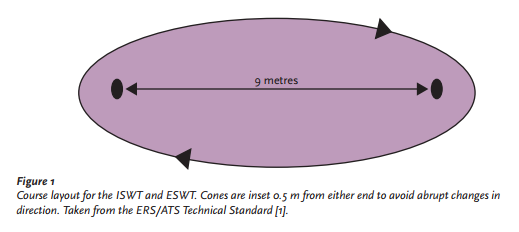 9 metres
Figure 1
Course layout for the ISWT and ESWT. Cones are inset 0.5 m from either end to avoid abrupt changes in
direction. Taken from the ERS/ATS Technical Standard [1].